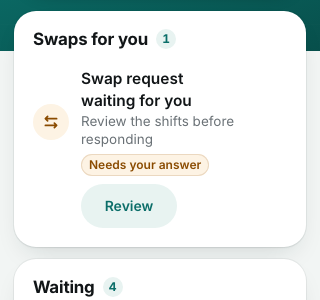 Swaps for you 1
Swap request
waiting for you
Review the shifts before
responding
Needs your answer
Review
Waiting 4